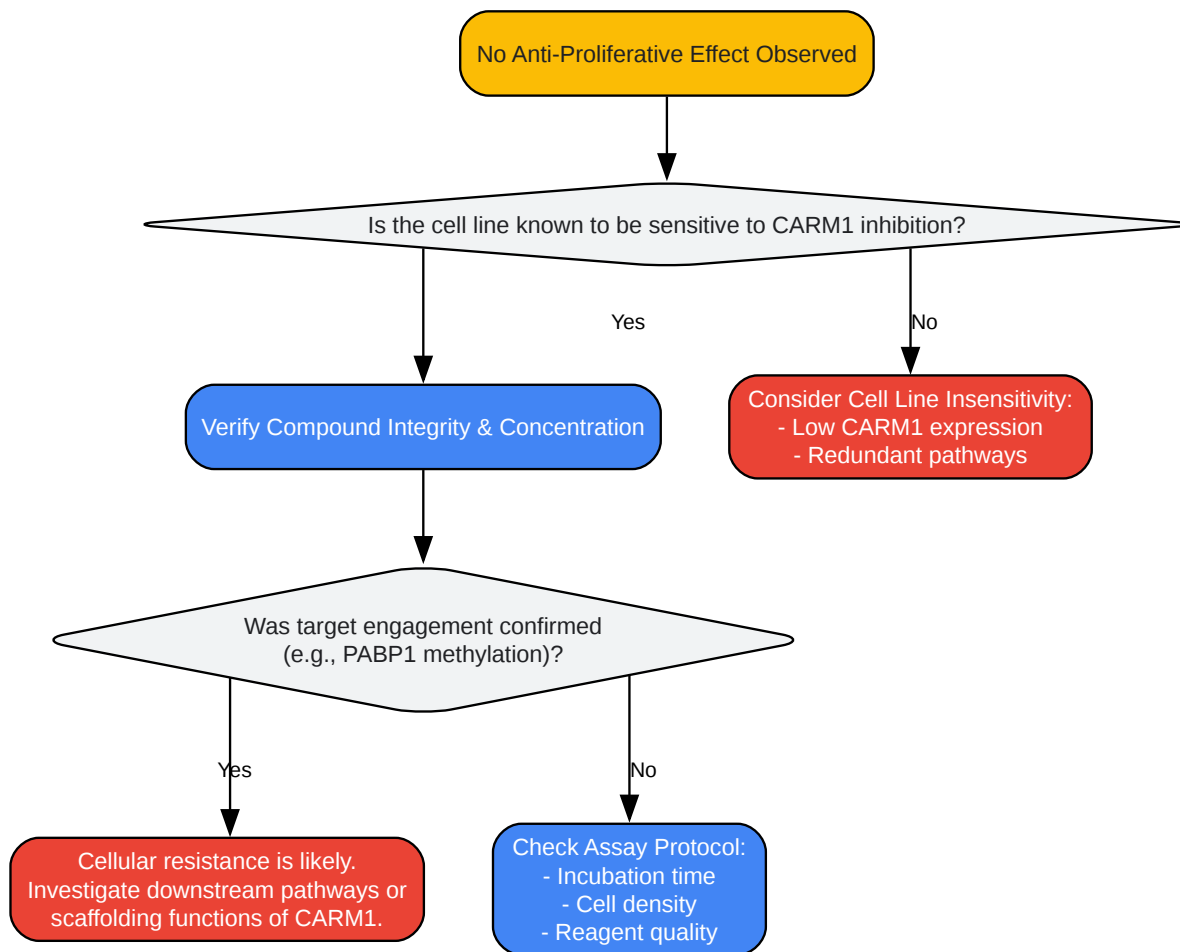 No Anti-Proliferative Effect Observed
Is the cell line known to be sensitive to CARM1 inhibition?
Yes
No
Verify Compound Integrity & Concentration
Consider Cell Line Insensitivity:
- Low CARM1 expression
- Redundant pathways
Was target engagement confirmed
(e.g., PABP1 methylation)?
Yes
No
Cellular resistance is likely.
Investigate downstream pathways or
scaffolding functions of CARM1.
Check Assay Protocol:
- Incubation time
- Cell density
- Reagent quality